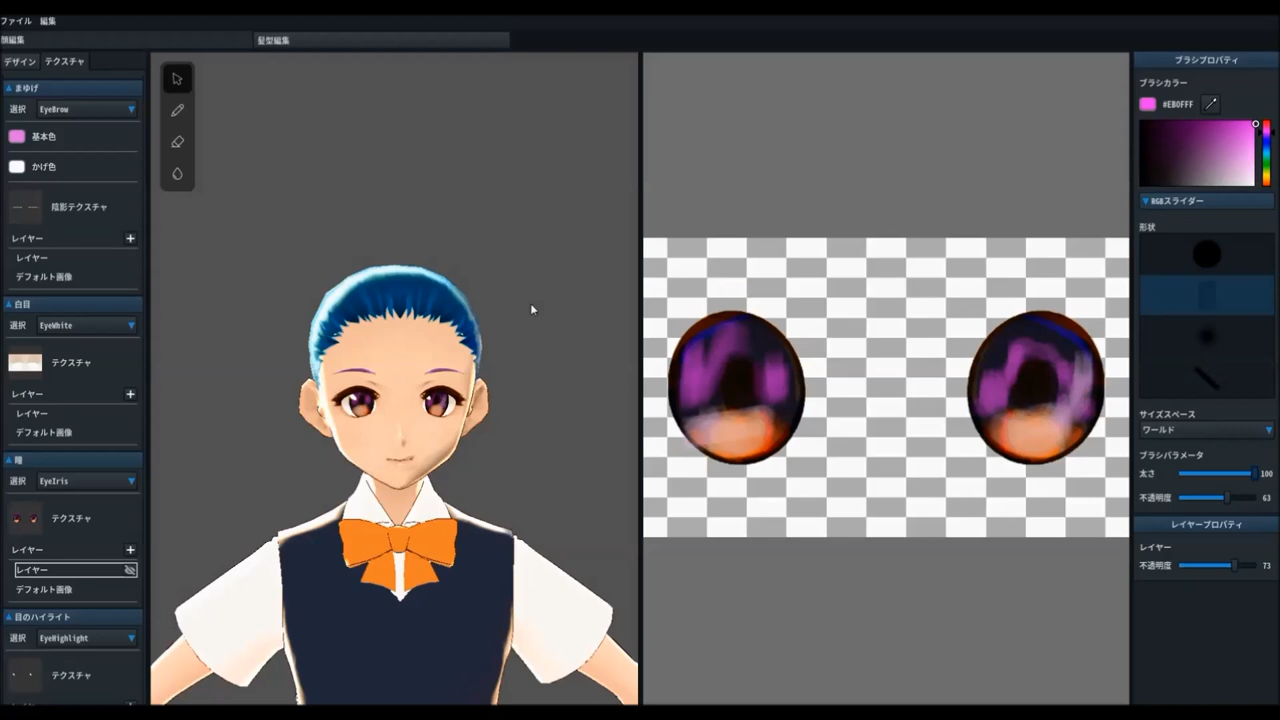 ファイル 編集
顔編集 髪型編集
デザイン テクスチャ
まゆげ
選択 EyeBrow
基本色
かげ色
陰影テクスチャ
レイヤー +
レイヤー
デフォルト画像
白目
選択 EyeWhite
テクスチャ
レイヤー +
レイヤー
デフォルト画像
瞳
選択 EyeIris
テクスチャ
レイヤー +
レイヤー
デフォルト画像
目のハイライト
選択 EyeHighlight
テクスチャ
ブラシプロパティ
ブラシカラー
#EB0FFF
RGBスライダー
形状
サイズスペース
ワールド
ブラシパラメータ
太さ 100
不透明度 63
レイヤープロパティ
レイヤー
不透明度 73